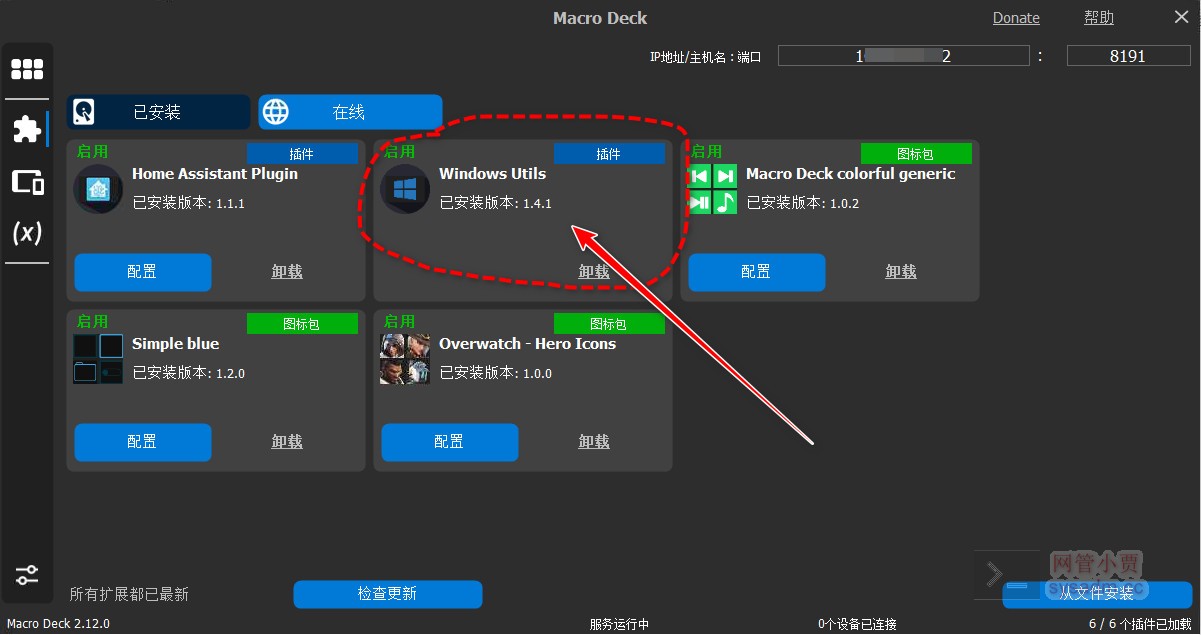 Macro Deck
Donate
帮助
IP地址/主机名:端口
1 2 : 8191
已安装
在线
启用
插件
Home Assistant Plugin
已安装版本: 1.1.1
配置
卸载
启用
插件
Windows Utils
已安装版本: 1.4.1
卸载
启用
图标包
Macro Deck colorful generic
已安装版本: 1.0.2
配置
卸载
启用
图标包
Simple blue
已安装版本: 1.2.0
配置
卸载
启用
图标包
Overwatch - Hero Icons
已安装版本: 1.0.0
配置
卸载
(x)
所有扩展都已最新
检查更新
网管小贾
从文件安装
Macro Deck 2.12.0
服务运行中
0个设备已连接
6 / 6 个插件已加载